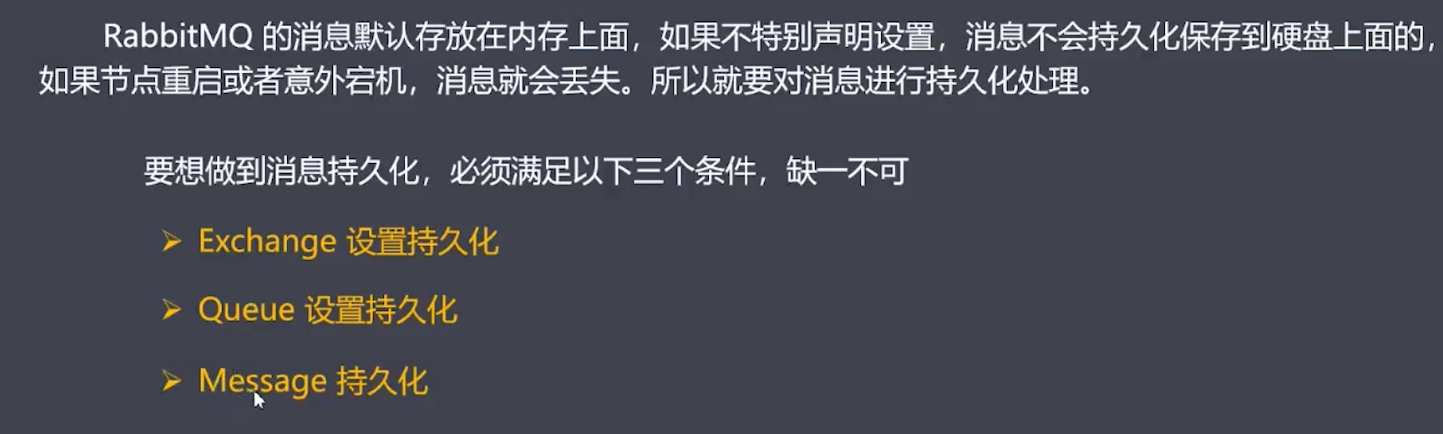 RabbitMQ 的消息默认存放在内存上面，如果不特别声明设置，消息不会持久化保存到硬盘上面的，
如果节点重启或者意外宕机，消息就会丢失。所以就要对消息进行持久化处理。
要想做到消息持久化，必须满足以下三个条件，缺一不可
➢ Exchange 设置持久化
➢ Queue 设置持久化
➢ Message 持久化